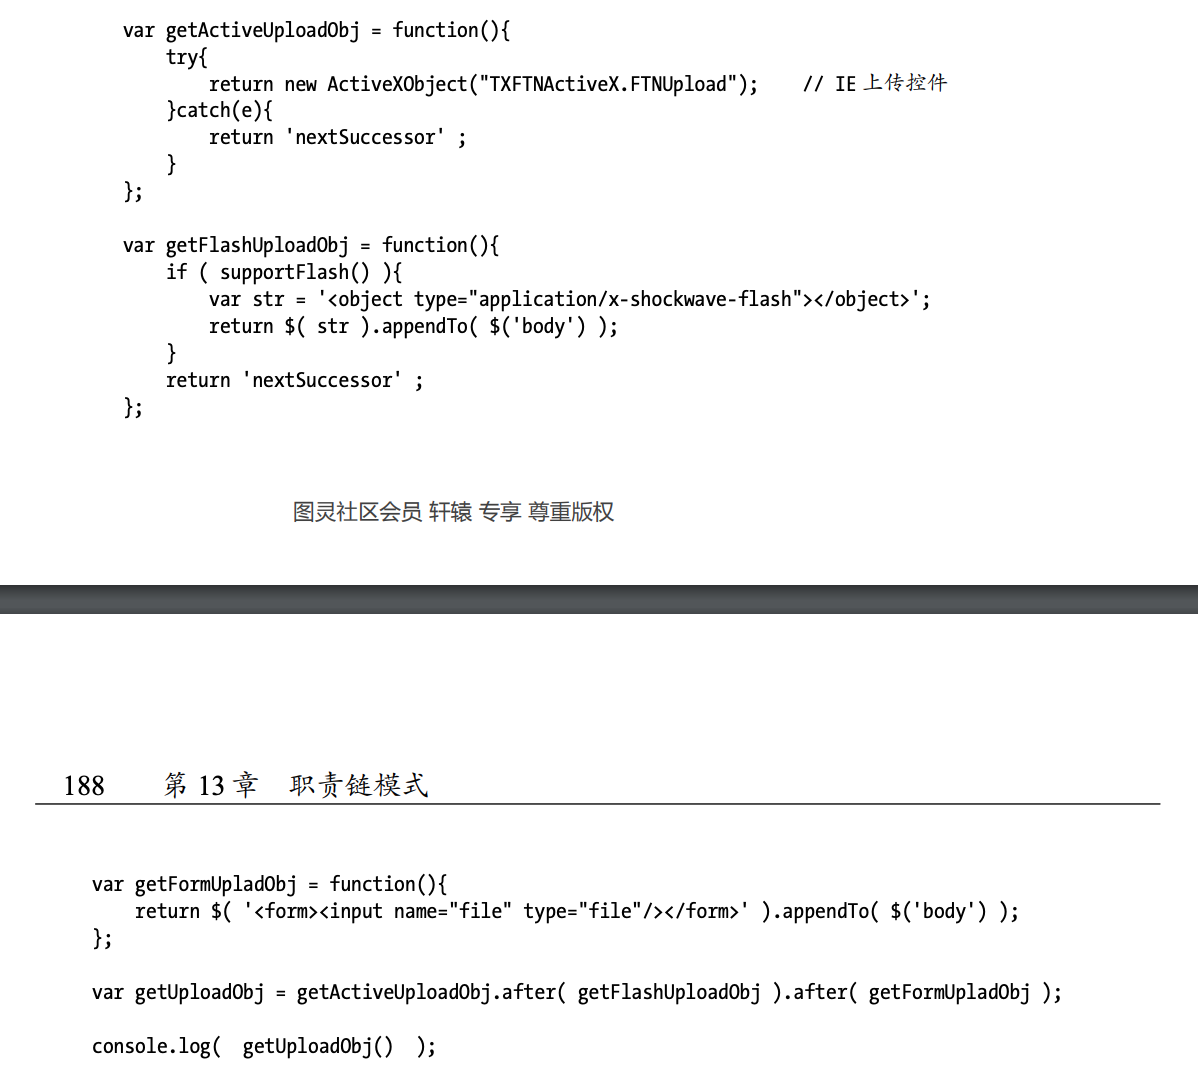 var getActiveUploadObj = function(){
try{
return new ActiveXObject("TXFTNActiveX.FTNUpload");    // IE 上传控件
}catch(e){
return 'nextSuccessor' ;
}
};
var getFlashUploadObj = function(){
if ( supportFlash() ){
var str = '<object type="application/x-shockwave-flash"></object>';
return $( str ).appendTo( $('body') );
}
return 'nextSuccessor' ;
};
图灵社区会员 轩辕 专享 尊重版权
188 第 13 章 职责链模式
var getFormUpladObj = function(){
return $( '<form><input name="file" type="file"/></form>' ).appendTo( $('body') );
};
var getUploadObj = getActiveUploadObj.after( getFlashUploadObj ).after( getFormUpladObj );
console.log(  getUploadObj()  );